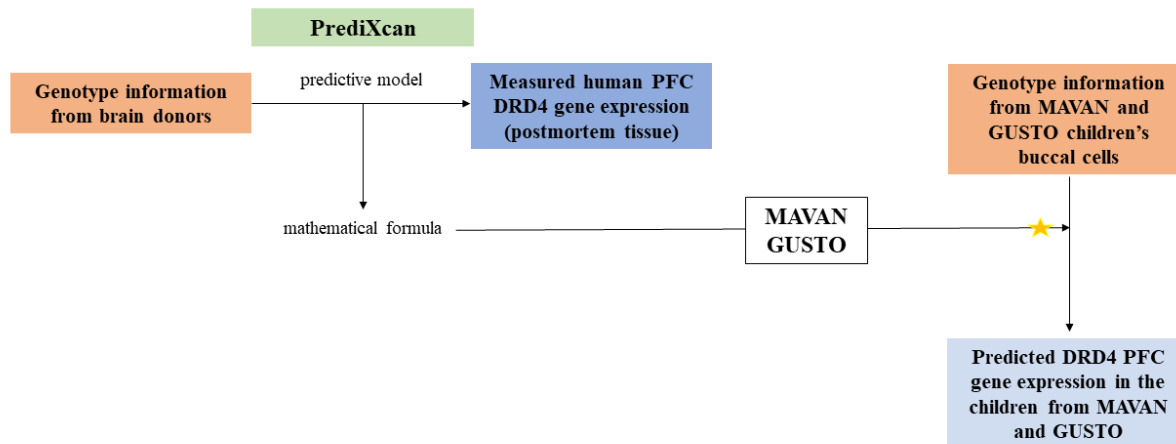 PrediXcan
Genotype information
from brain donors
predictive model
Measured human PFC
DRD4 gene expression
(postmortem tissue)
Genotype information
from MAVAN and
GUSTO children's
buccal cells
mathematical formula
MAVAN
GUSTO
Predicted DRD4 PFC
gene expression in the
children from MAVAN
and GUSTO